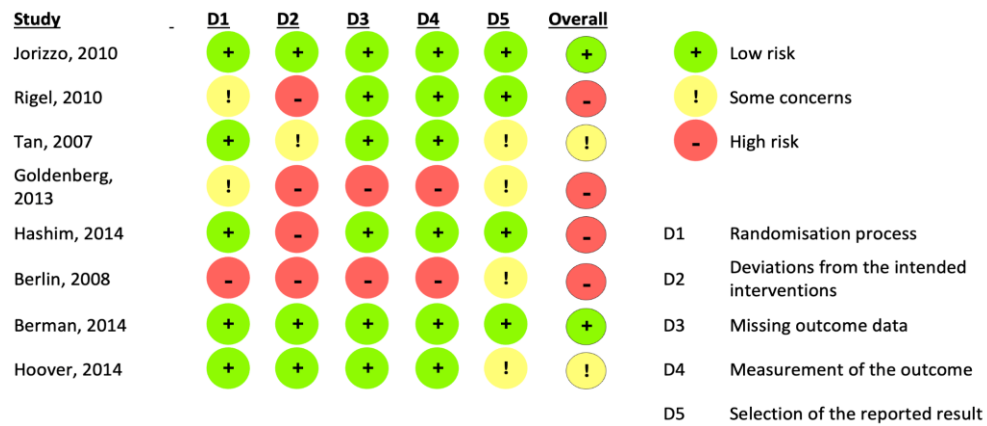 Study - D1 D2 D3 D4 D5 Overall
Jorizzo, 2010 + + + + + + + Low risk
Rigel, 2010 ! - + + + - ! Some concerns
Tan, 2007 + ! + + ! ! - High risk
Goldenberg,
2013 ! - - - ! -
Hashim, 2014 + - + + + - D1 Randomisation process
Berlin, 2008 - - - - ! - D2 Deviations from the intended
interventions
Berman, 2014 + + + + + + D3 Missing outcome data
Hoover, 2014 + + + + ! ! D4 Measurement of the outcome
D5 Selection of the reported result